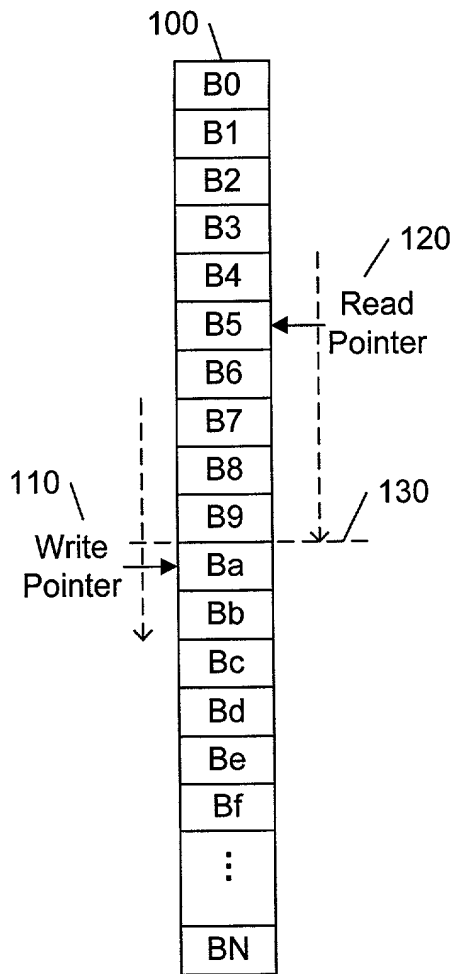 100
B0
B1
B2
B3
120
B4
Read
B5
Pointer
B6
B7
B8
110
130
B9
Write
Ba
Pointer
Bb
Bc
Bd
Be
Bf
⋮
BN